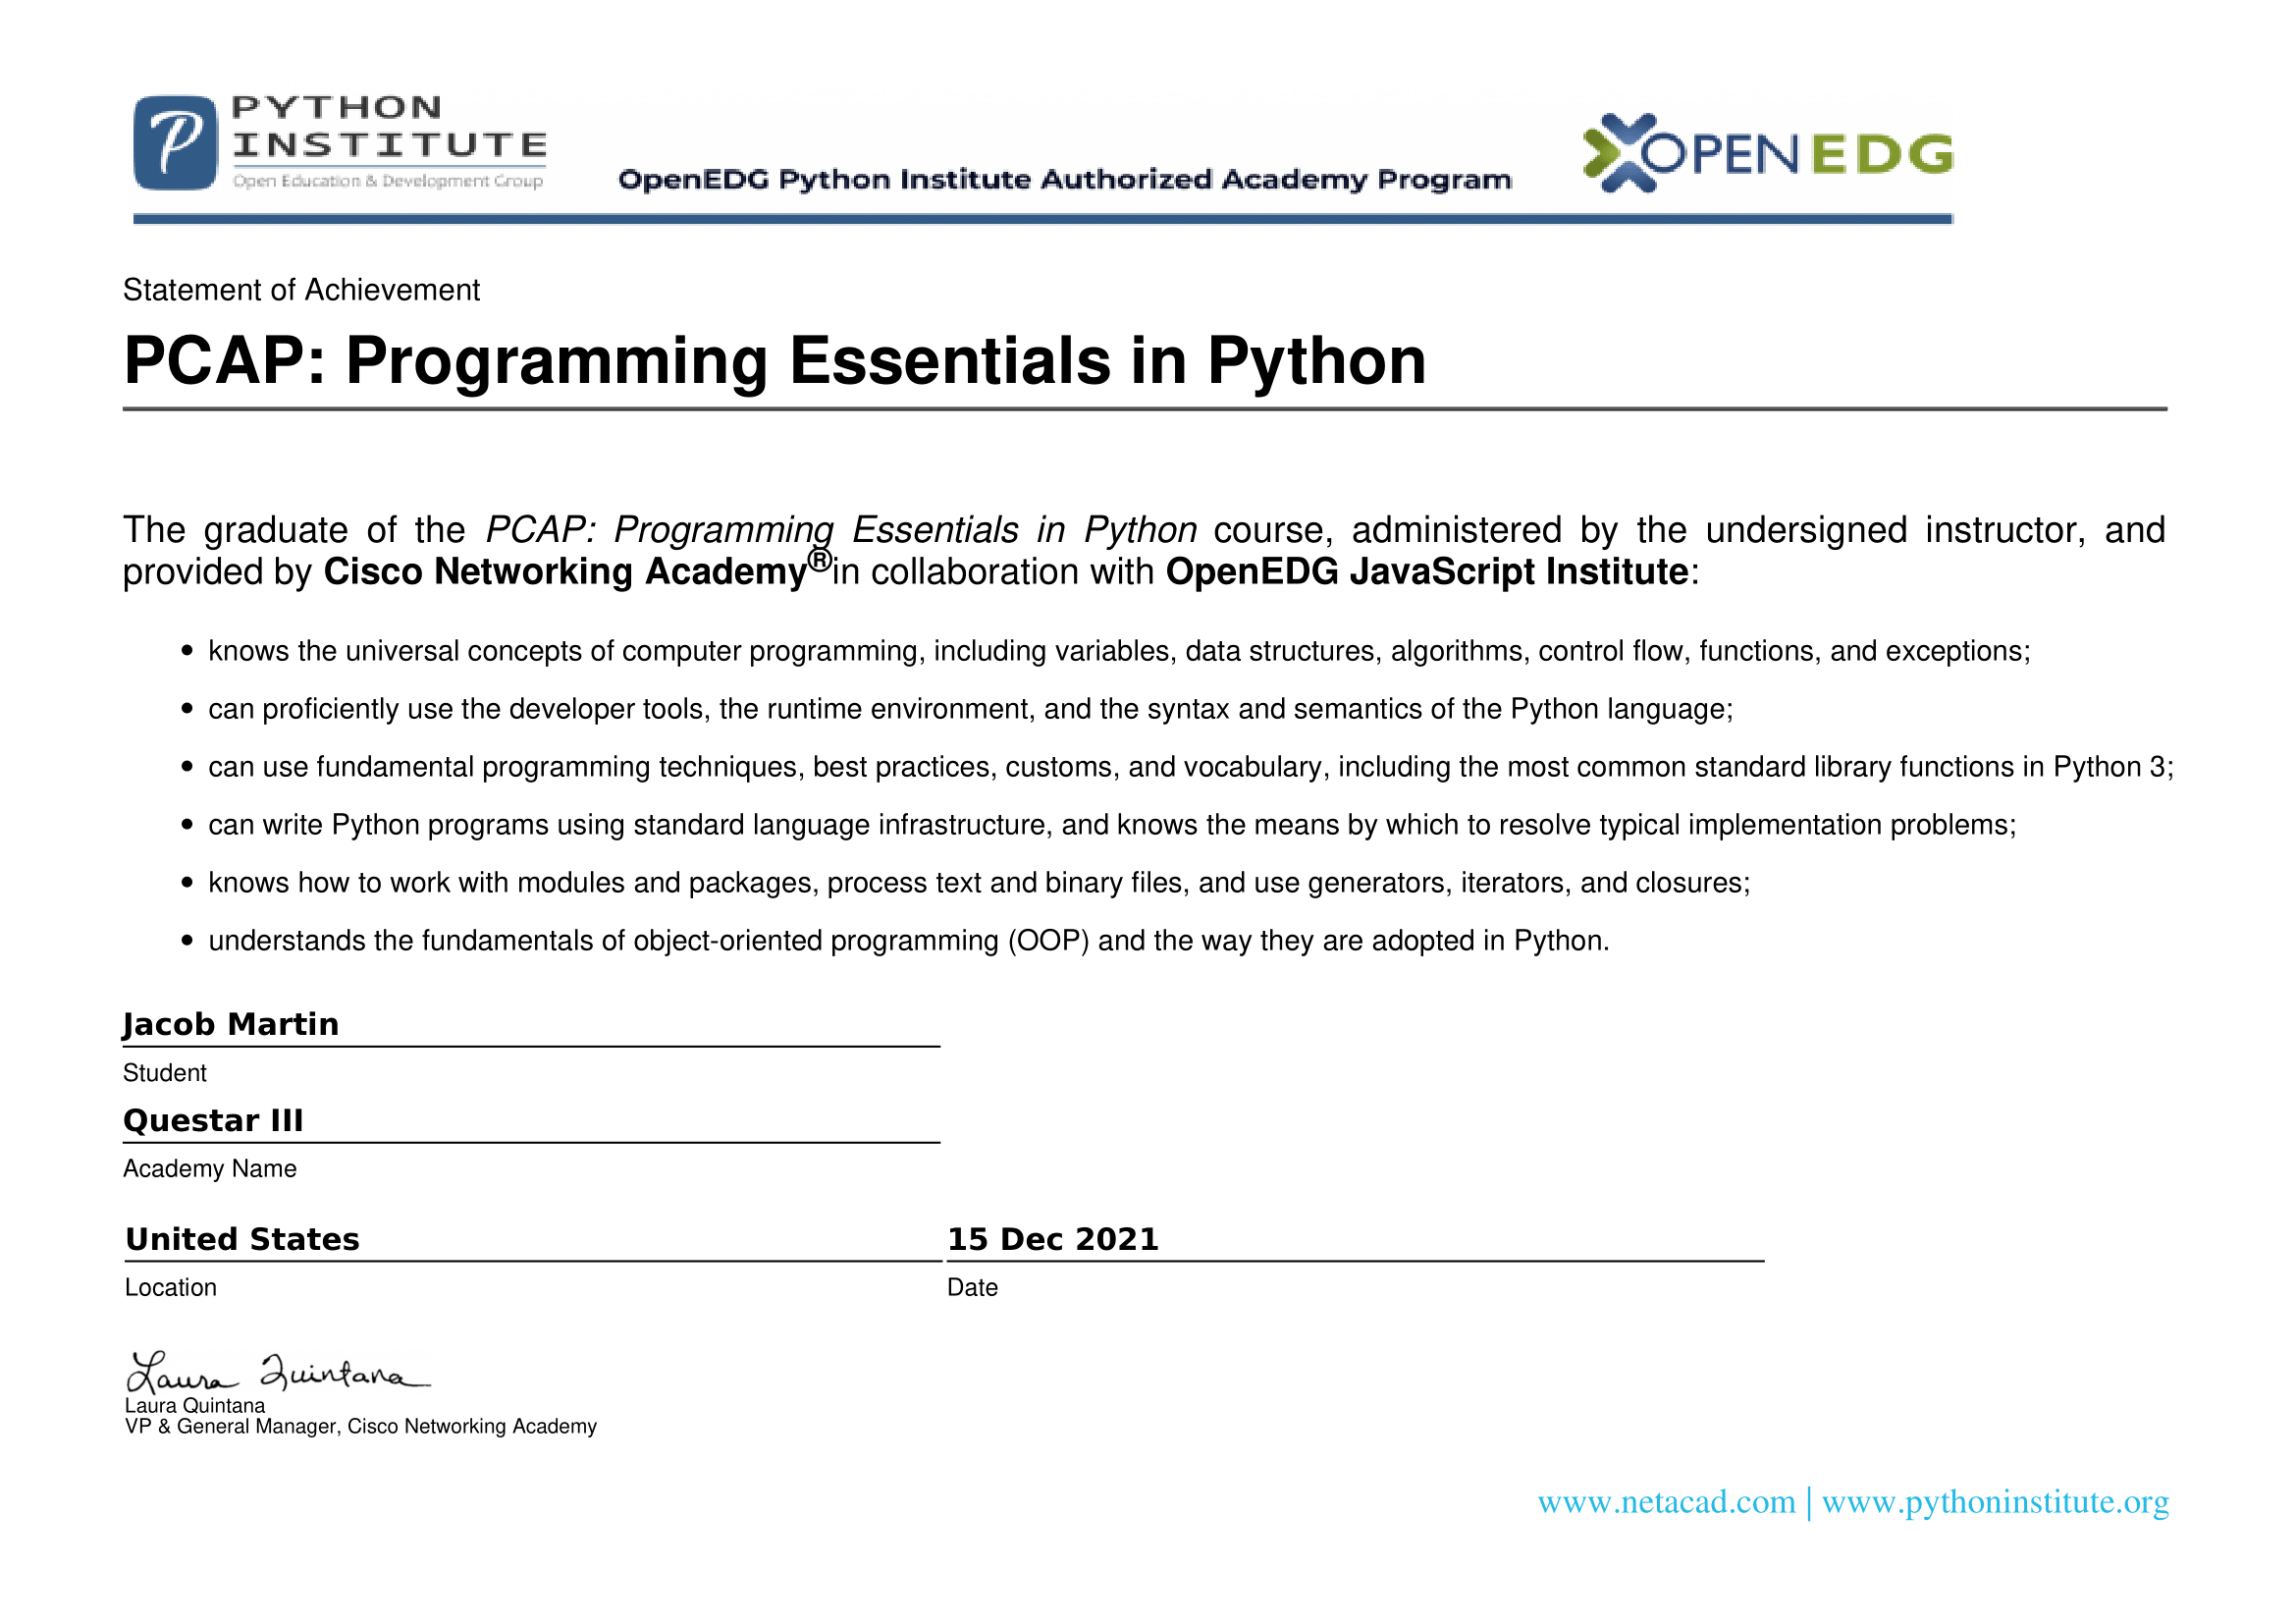 PYTHON
INSTITUTE
Open Education & Development Group
OpenEDG Python Institute Authorized Academy Program
OPENEDG
Statement of Achievement
PCAP: Programming Essentials in Python
The graduate of the PCAP: Programming Essentials in Python course, administered by the undersigned instructor, and
provided by Cisco Networking Academy®in collaboration with OpenEDG JavaScript Institute:
• knows the universal concepts of computer programming, including variables, data structures, algorithms, control flow, functions, and exceptions;
• can proficiently use the developer tools, the runtime environment, and the syntax and semantics of the Python language;
• can use fundamental programming techniques, best practices, customs, and vocabulary, including the most common standard library functions in Python 3;
• can write Python programs using standard language infrastructure, and knows the means by which to resolve typical implementation problems;
• knows how to work with modules and packages, process text and binary files, and use generators, iterators, and closures;
• understands the fundamentals of object-oriented programming (OOP) and the way they are adopted in Python.
Jacob Martin
Student
Questar III
Academy Name
United States
Location
15 Dec 2021
Date
Laura Quintana
Laura Quintana
VP & General Manager, Cisco Networking Academy
www.netacad.com | www.pythoninstitute.org